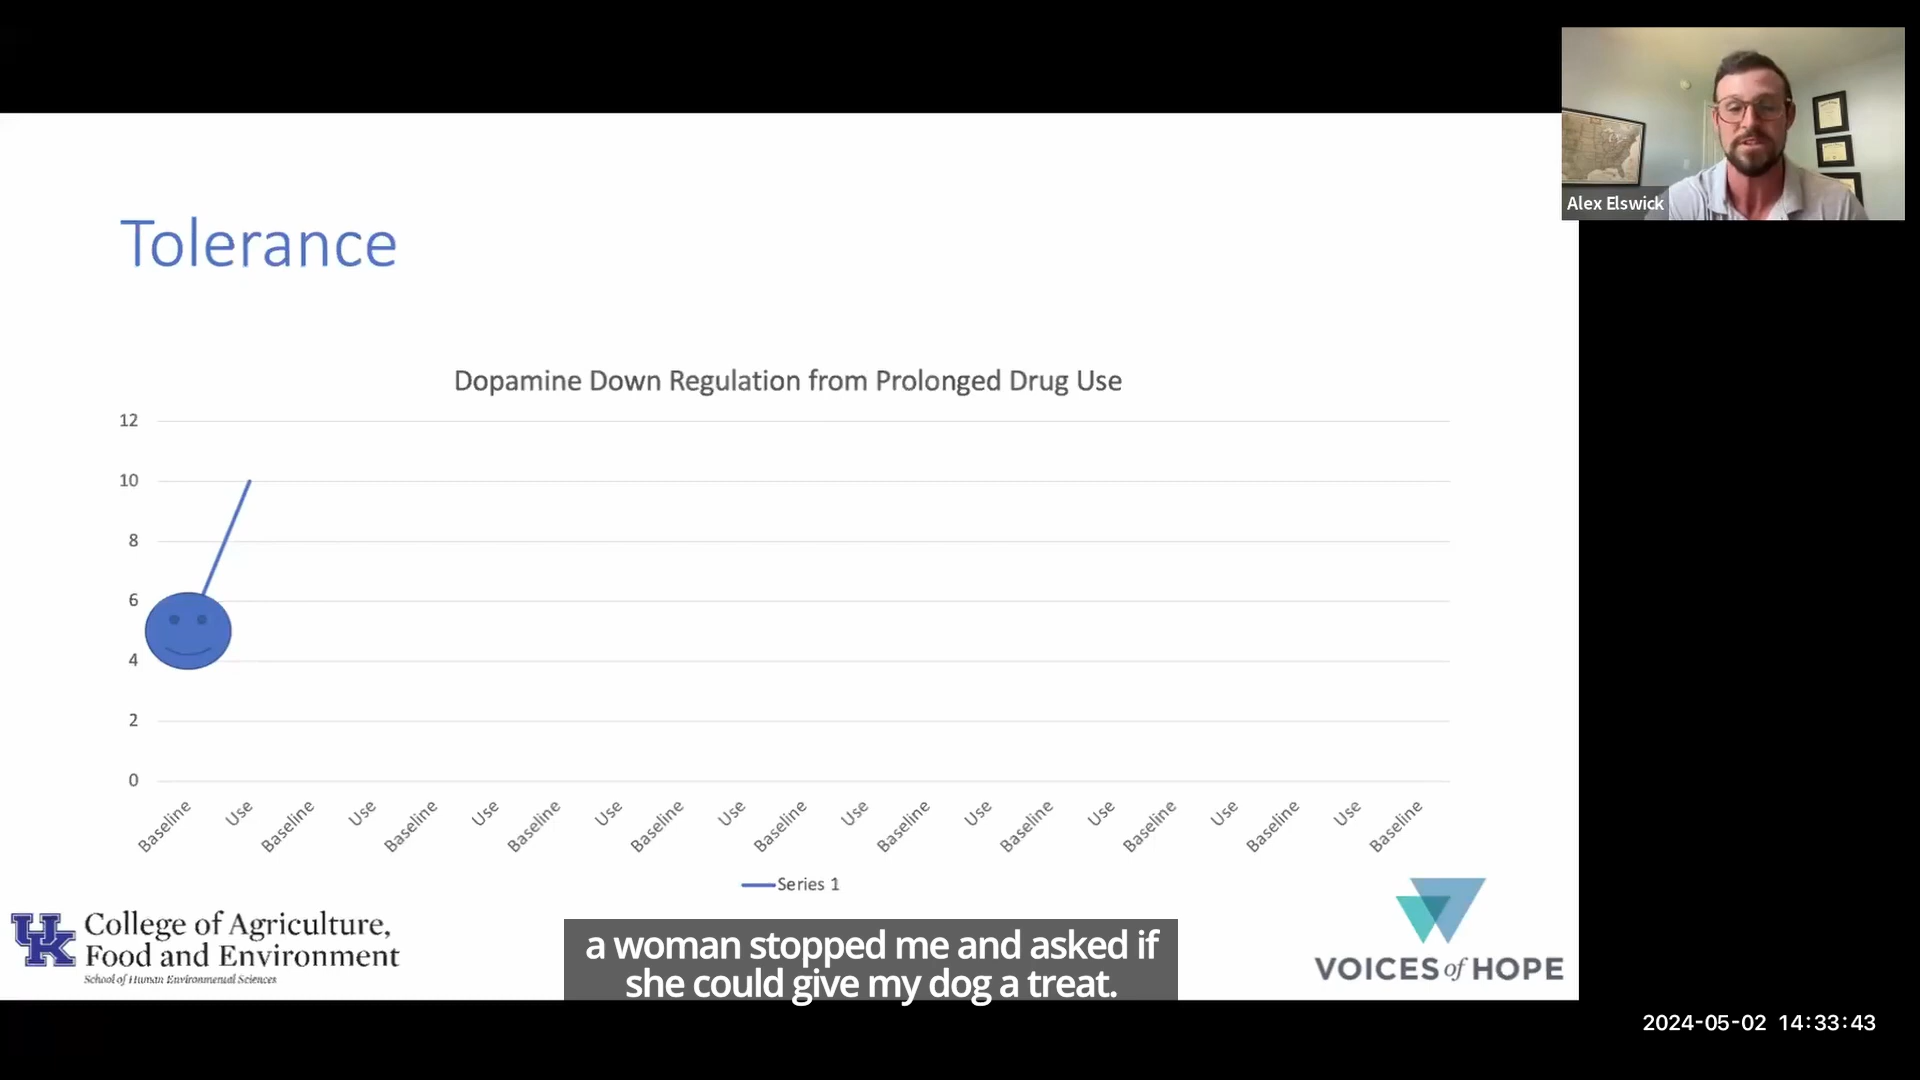 Alex Elswick
Tolerance
Dopamine Down Regulation from Prolonged Drug Use
12
10
8
6
4
2
0
Baseline Use Baseline Use Baseline Use Baseline Use Baseline Use Baseline Use Baseline Use Baseline Use Baseline Use Baseline Use Baseline
Series 1
UK
College of Agriculture,
Food and Environment
School of Human Environmental Sciences
a woman stopped me and asked if
she could give my dog a treat.
VOICES of HOPE
2024-05-02 14:33:43